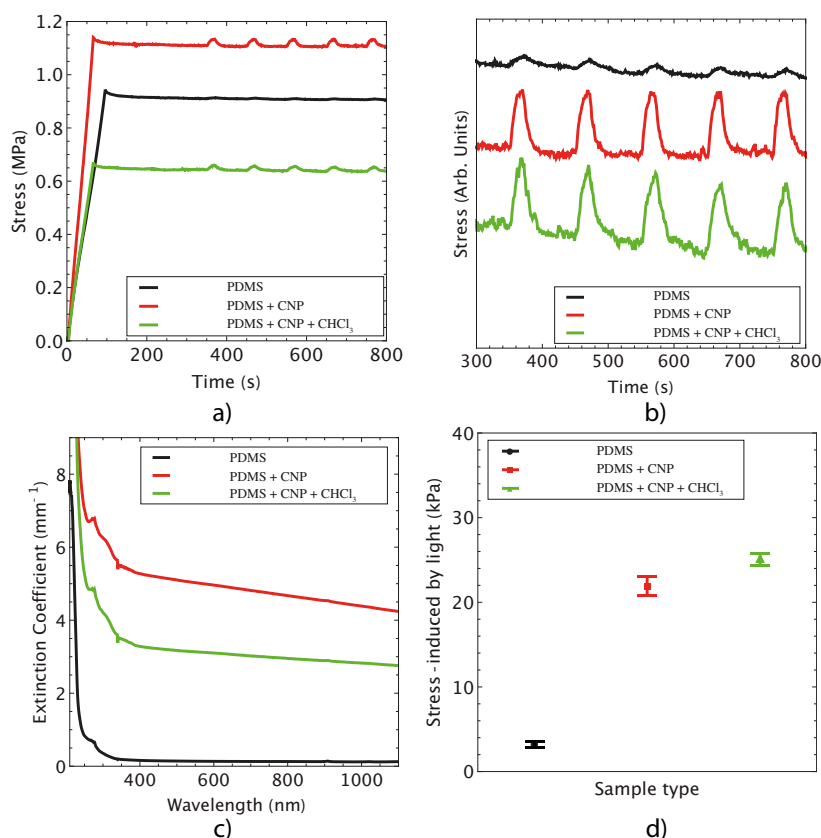 Stress (MPa)
1.2
1.0
0.8
0.6
0.4
0.2
0.0
PDMS
PDMS + CNP
PDMS + CNP + CHCl₃
0 200 400 600 800
Time (s)
a)
Stress (Arb. Units)
PDMS
PDMS + CNP
PDMS + CNP + CHCl₃
300 400 500 600 700 800
Time (s)
b)
Extinction Coefficient (mm⁻¹)
8
6
4
2
0
PDMS
PDMS + CNP
PDMS + CNP + CHCl₃
400 600 800 1000
Wavelength (nm)
c)
Stress-induced by light (kPa)
40
30
20
10
0
PDMS
PDMS + CNP
PDMS + CNP + CHCl₃
Sample type
d)